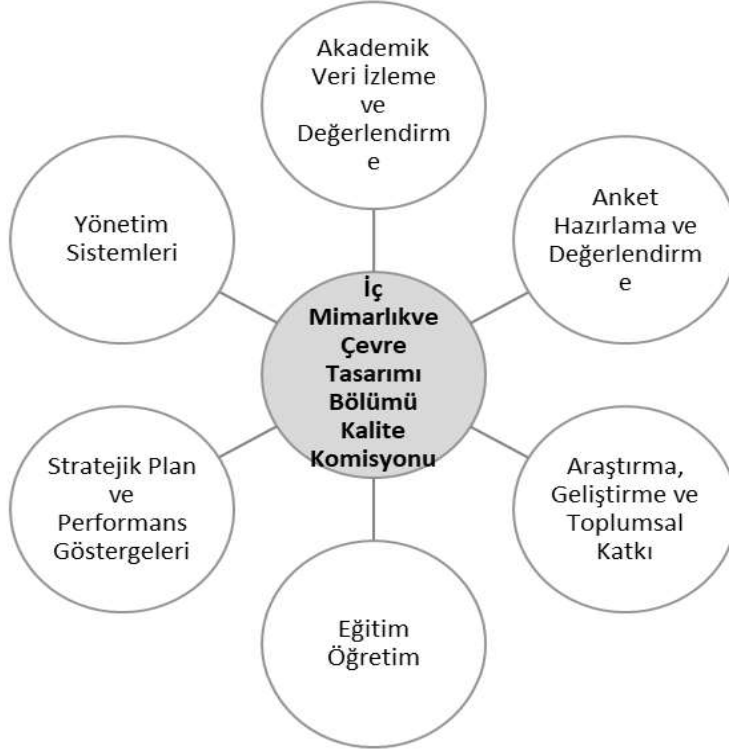 Akademik
Veri İzleme
ve
Değerlendirm
e
Anket
Hazırlama ve
Değerlendirm
e
Araştırma,
Geliştirme ve
Toplumsal
Katkı
Eğitim
Öğretim
Stratejik Plan
ve
Performans
Göstergeleri
Yönetim
Sistemleri
İç
Mimarlıkve
Çevre
Tasarımı
Bölümü
Kalite
Komisyonu